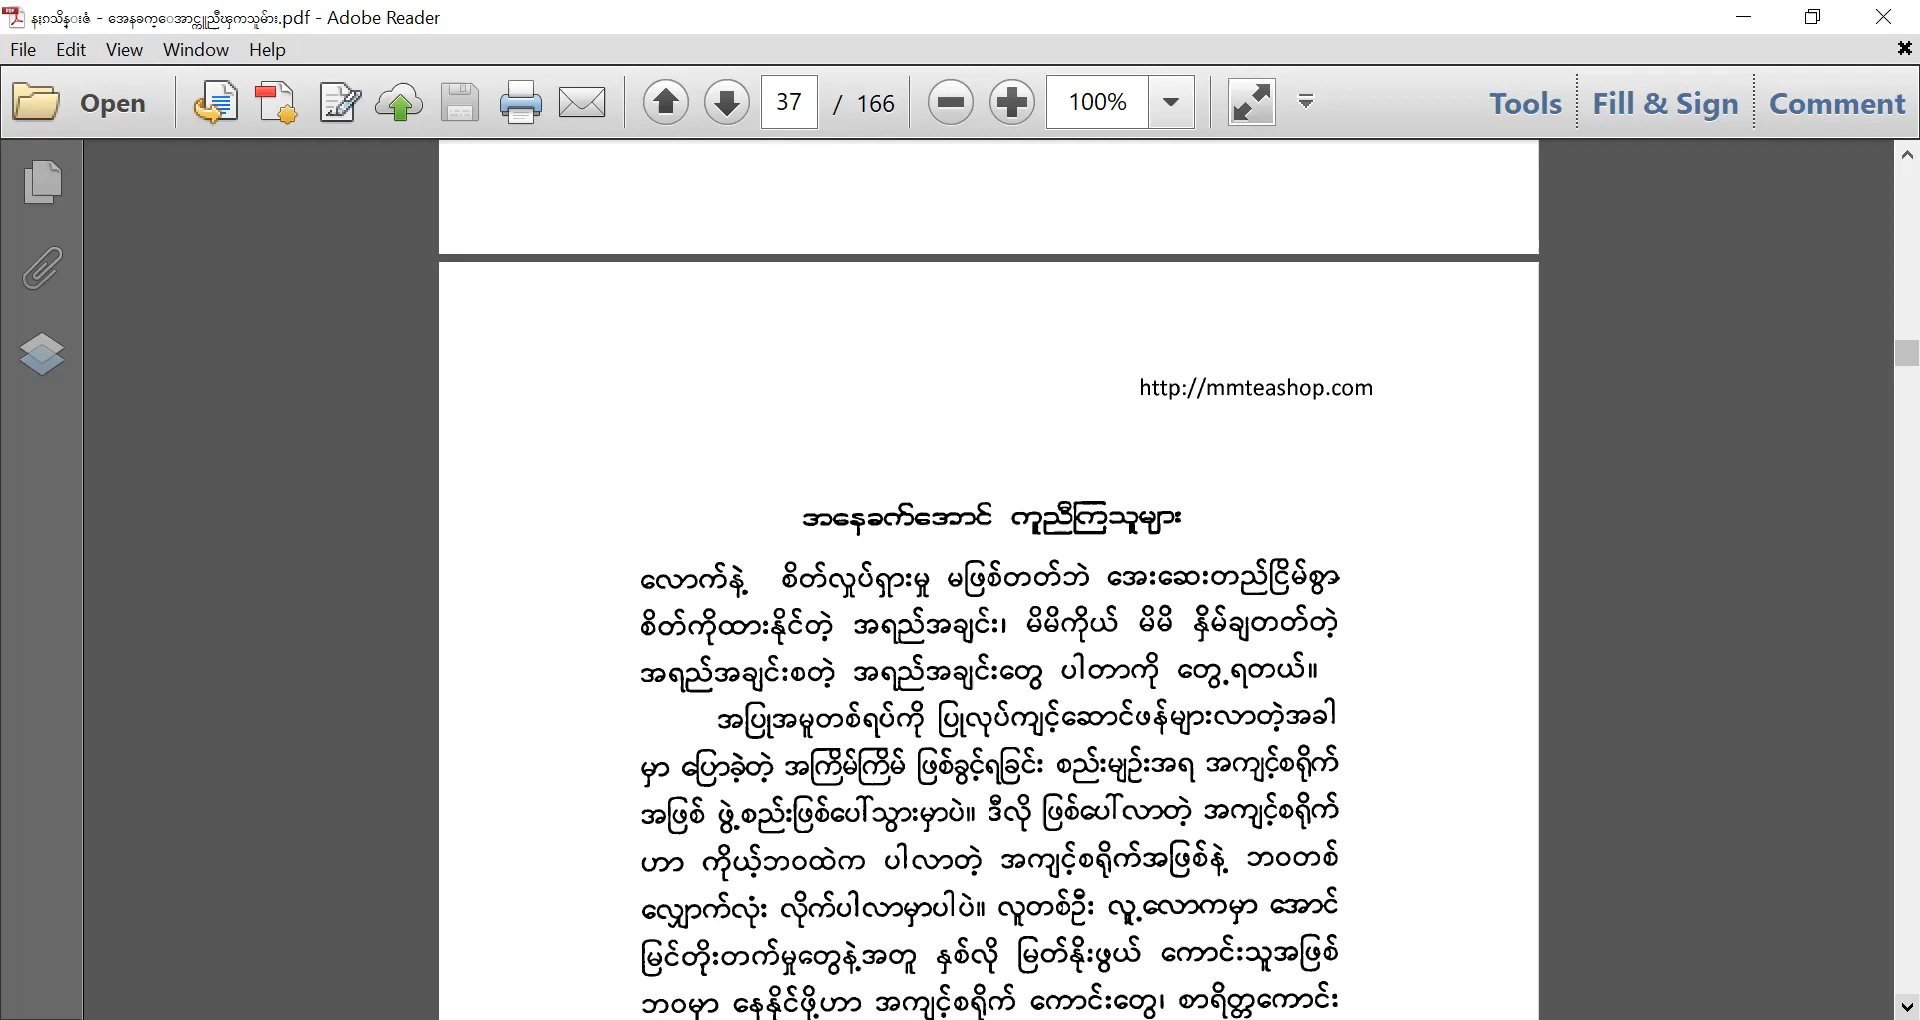 နႏၵာသိန္းဇံ - အေနခက္ေအာင္ကူညီၾကသူမ်ား.pdf - Adobe Reader
File Edit View Window Help
Open 37 / 166 100% Tools Fill & Sign Comment
http://mmteashop.com
အနေခက်အောင် ကူညီကြသူများ
လောက်နဲ့ စိတ်လှုပ်ရှားမှု မဖြစ်တတ်ဘဲ အေးဆေးတည်ငြိမ်စွာ
စိတ်ကိုထားနိုင်တဲ့ အရည်အချင်း၊ မိမိကိုယ် မိမိ နှိမ်ချတတ်တဲ့
အရည်အချင်းစတဲ့ အရည်အချင်းတွေ ပါတာကို တွေ့ရတယ်။
အပြုအမူတစ်ရပ်ကို ပြုလုပ်ကျင့်ဆောင်ဖန်များလာတဲ့အခါ
မှာ ပြောခဲ့တဲ့ အကြိမ်ကြိမ် ဖြစ်ခွင့်ရခြင်း စည်းမျဉ်းအရ အကျင့်စရိုက်
အဖြစ် ဖွဲ့စည်းဖြစ်ပေါ်သွားမှာပဲ။ ဒီလို ဖြစ်ပေါ်လာတဲ့ အကျင့်စရိုက်
ဟာ ကိုယ့်ဘဝထဲက ပါလာတဲ့ အကျင့်စရိုက်အဖြစ်နဲ့ ဘဝတစ်
လျှောက်လုံး လိုက်ပါလာမှာပါပဲ။ လူတစ်ဦး လူ့လောကမှာ အောင်
မြင်တိုးတက်မှုတွေနဲ့အတူ နှစ်လို မြတ်နိုးဖွယ် ကောင်းသူအဖြစ်
ဘဝမှာ နေနိုင်ဖို့ဟာ အကျင့်စရိုက် ကောင်းတွေ၊ စာရိတ္တကောင်း